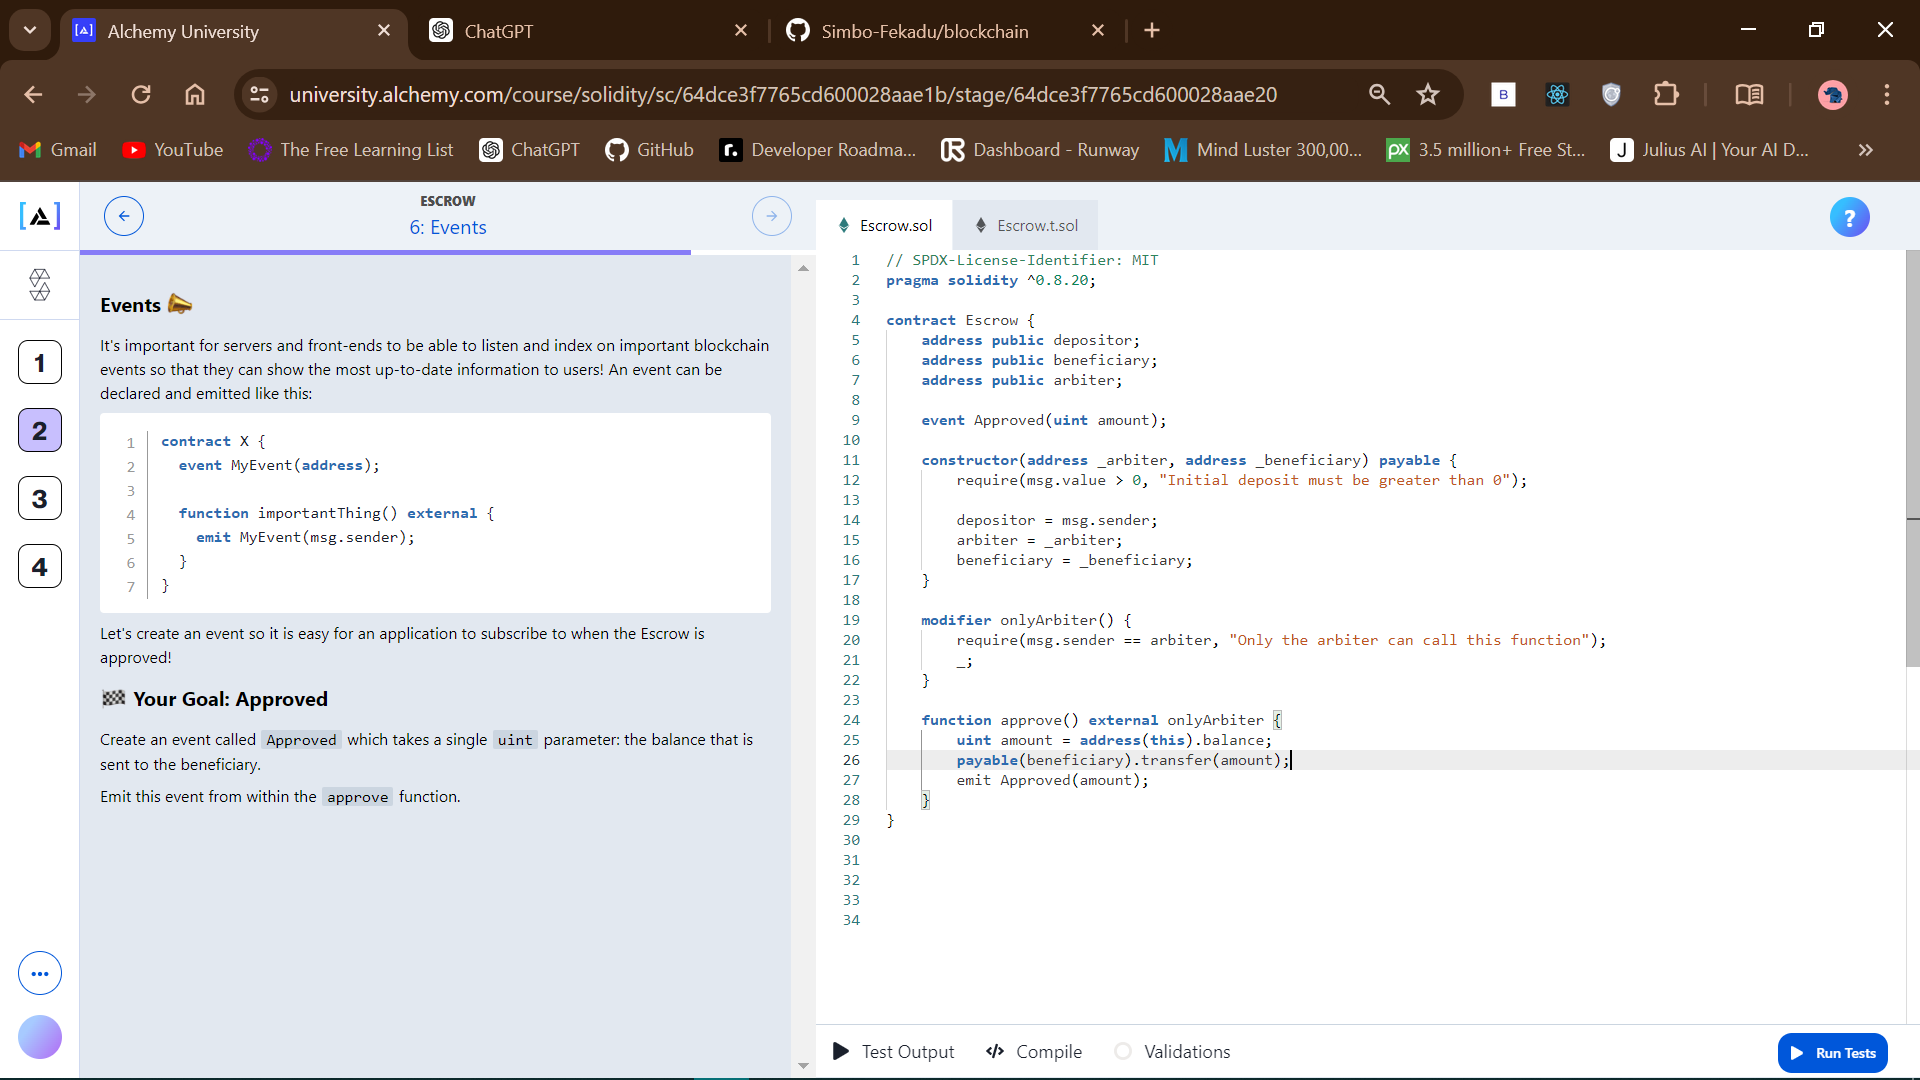 Alchemy University
ChatGPT
Simbo-Fekadu/blockchain
university.alchemy.com/course/solidity/sc/64dce3f7765cd600028aae1b/stage/64dce3f7765cd600028aae20
B
Gmail
YouTube
The Free Learning List
ChatGPT
GitHub
r.
Developer Roadma...
Dashboard - Runway
Mind Luster 300,00...
px
3.5 million+ Free St...
J
Julius AI | Your AI D...
ESCROW
6: Events
1
2
3
4
Events
It's important for servers and front-ends to be able to listen and index on important blockchain
events so that they can show the most up-to-date information to users! An event can be
declared and emitted like this:
1 contract X {
2 event MyEvent(address);
3
4 function importantThing() external {
5 emit MyEvent(msg.sender);
6 }
7 }
Let's create an event so it is easy for an application to subscribe to when the Escrow is
approved!
Your Goal: Approved
Create an event called Approved which takes a single uint parameter: the balance that is
sent to the beneficiary.
Emit this event from within the approve function.
Escrow.sol
Escrow.t.sol
?
1 // SPDX-License-Identifier: MIT
2 pragma solidity ^0.8.20;
3
4 contract Escrow {
5 address public depositor;
6 address public beneficiary;
7 address public arbiter;
8
9 event Approved(uint amount);
10
11 constructor(address _arbiter, address _beneficiary) payable {
12 require(msg.value > 0, "Initial deposit must be greater than 0");
13
14 depositor = msg.sender;
15 arbiter = _arbiter;
16 beneficiary = _beneficiary;
17 }
18
19 modifier onlyArbiter() {
20 require(msg.sender == arbiter, "Only the arbiter can call this function");
21 _;
22 }
23
24 function approve() external onlyArbiter {
25 uint amount = address(this).balance;
26 payable(beneficiary).transfer(amount);
27 emit Approved(amount);
28 }
29 }
30
31
32
33
34
Test Output
Compile
Validations
Run Tests